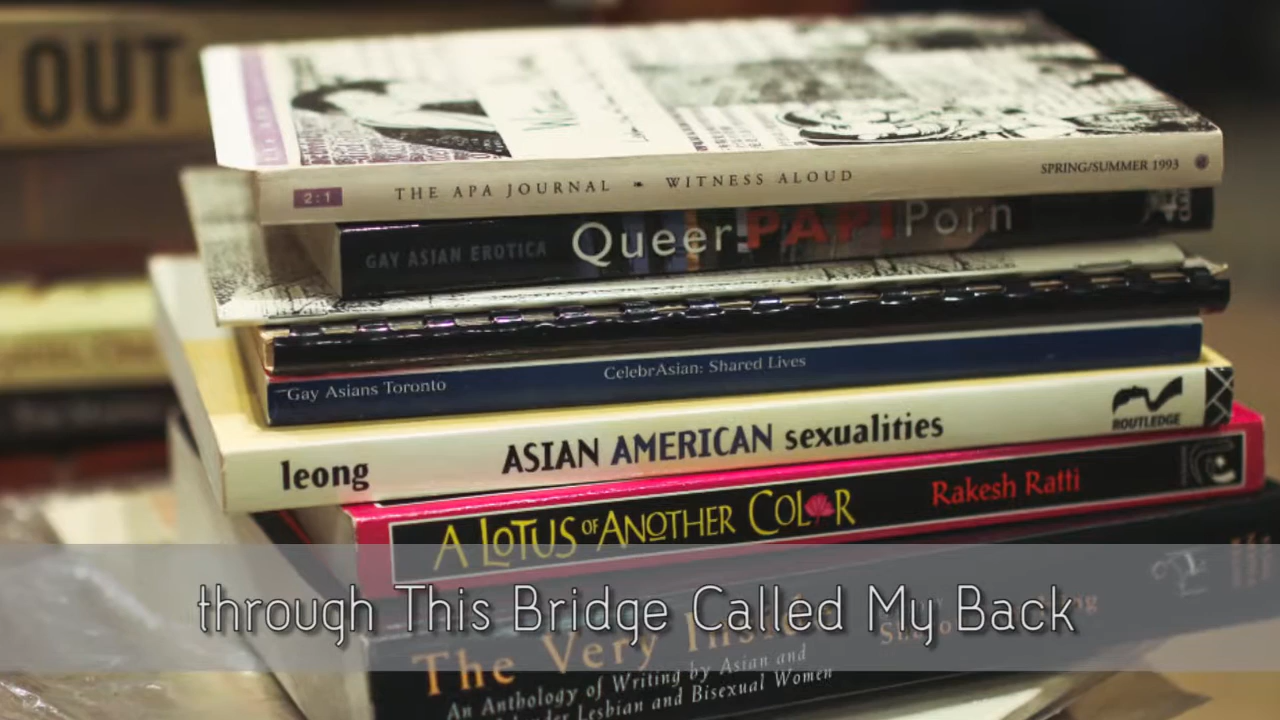 OUT
2:1 THE APA JOURNAL WITNESS ALOUD SPRING/SUMMER 1993
GAY ASIAN EROTICA Queer PAPI Porn
Gay Asians Toronto CelebrAsian: Shared Lives
leong ASIAN AMERICAN sexualities ROUTLEDGE
A LOTUS OF ANOTHER COLOR Rakesh Ratti
through This Bridge Called My Back
The Very Inside
An Anthology of Writing by Asian and
Lesbian and Bisexual Women